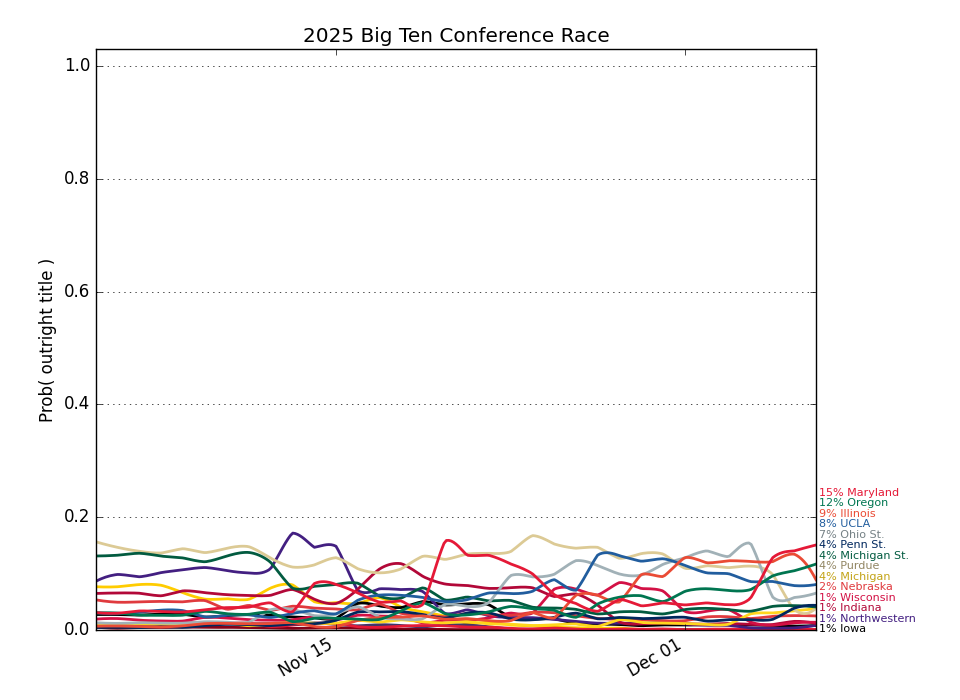 2025 Big Ten Conference Race
Prob( outright title )
1.0
0.8
0.6
0.4
0.2
0.0
Nov 15
Dec 01
15% Maryland
12% Oregon
9% Illinois
8% UCLA
7% Ohio St.
4% Penn St.
4% Michigan St.
4% Purdue
4% Michigan
2% Nebraska
1% Wisconsin
1% Indiana
1% Northwestern
1% Iowa